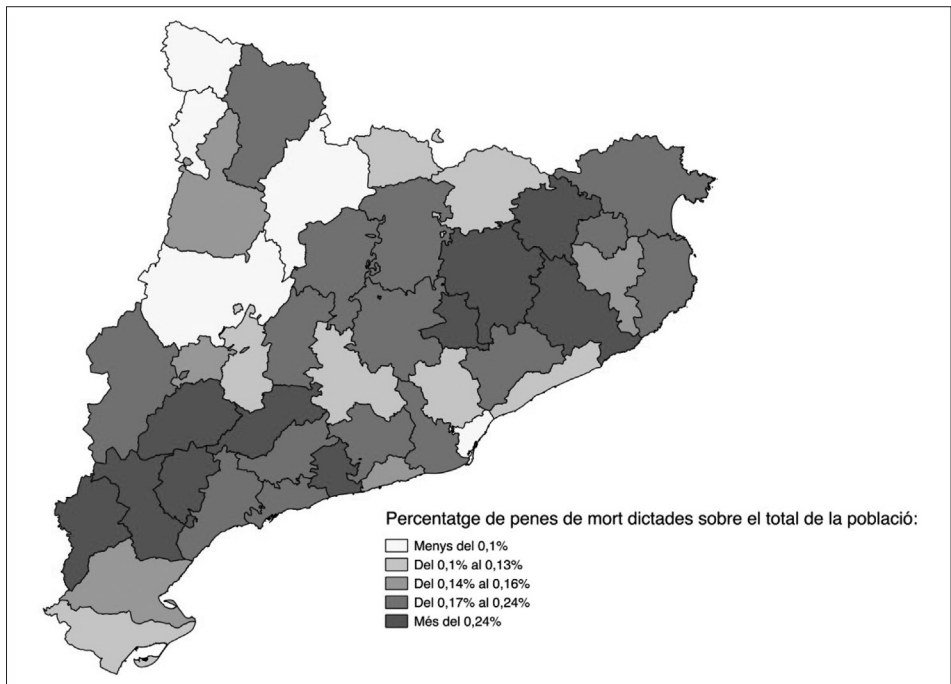 Percentatge de penes de mort dictades sobre el total de la població:
Menys del 0,1%
Del 0,1% al 0,13%
Del 0,14% al 0,16%
Del 0,17% al 0,24%
Més del 0,24%